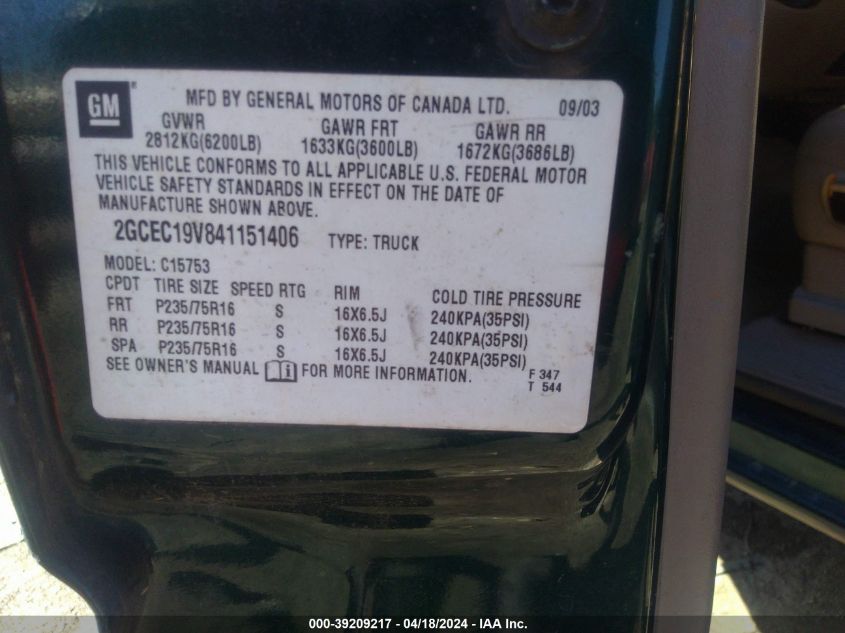 GM ® MFD BY GENERAL MOTORS OF CANADA LTD. 09/03
GVWR GAWR FRT GAWR RR
2812KG(6200LB) 1633KG(3600LB) 1672KG(3686LB)
THIS VEHICLE CONFORMS TO ALL APPLICABLE U.S. FEDERAL MOTOR
VEHICLE SAFETY STANDARDS IN EFFECT ON THE DATE OF
MANUFACTURE SHOWN ABOVE.
2GCEC19V841151406 TYPE: TRUCK
MODEL: C15753
CPDT TIRE SIZE SPEED RTG RIM COLD TIRE PRESSURE
FRT P235/75R16 S 16X6.5J 240KPA(35PSI)
RR P235/75R16 S 16X6.5J 240KPA(35PSI)
SPA P235/75R16 S 16X6.5J 240KPA(35PSI)
SEE OWNER'S MANUAL i FOR MORE INFORMATION. F 347
T 544
000-39209217 - 04/18/2024 - IAA Inc.